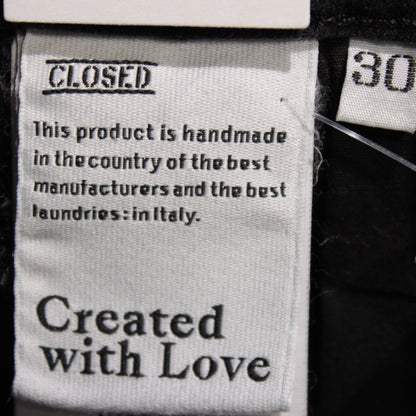 CLOSED
30
This product is handmade
in the country of the best
manufacturers and the best
laundries: in Italy.
Created
with Love